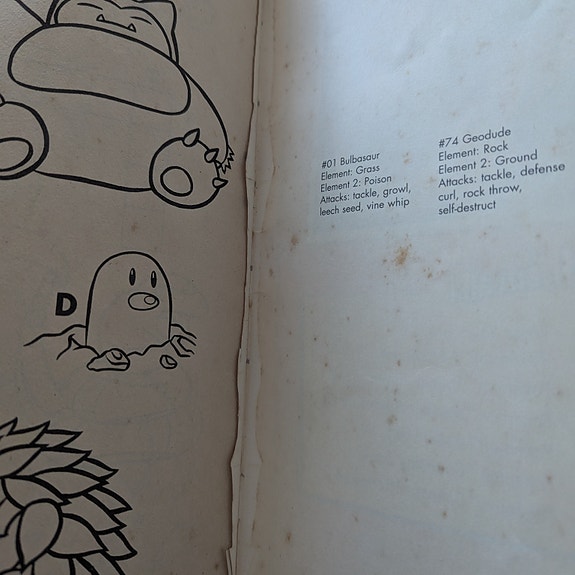 D
#01 Bulbasaur
Element: Grass
Element 2: Poison
Attacks: tackle, growl,
leech seed, vine whip
#74 Geodude
Element: Rock
Element 2: Ground
Attacks: tackle, defense
curl, rock throw,
self-destruct